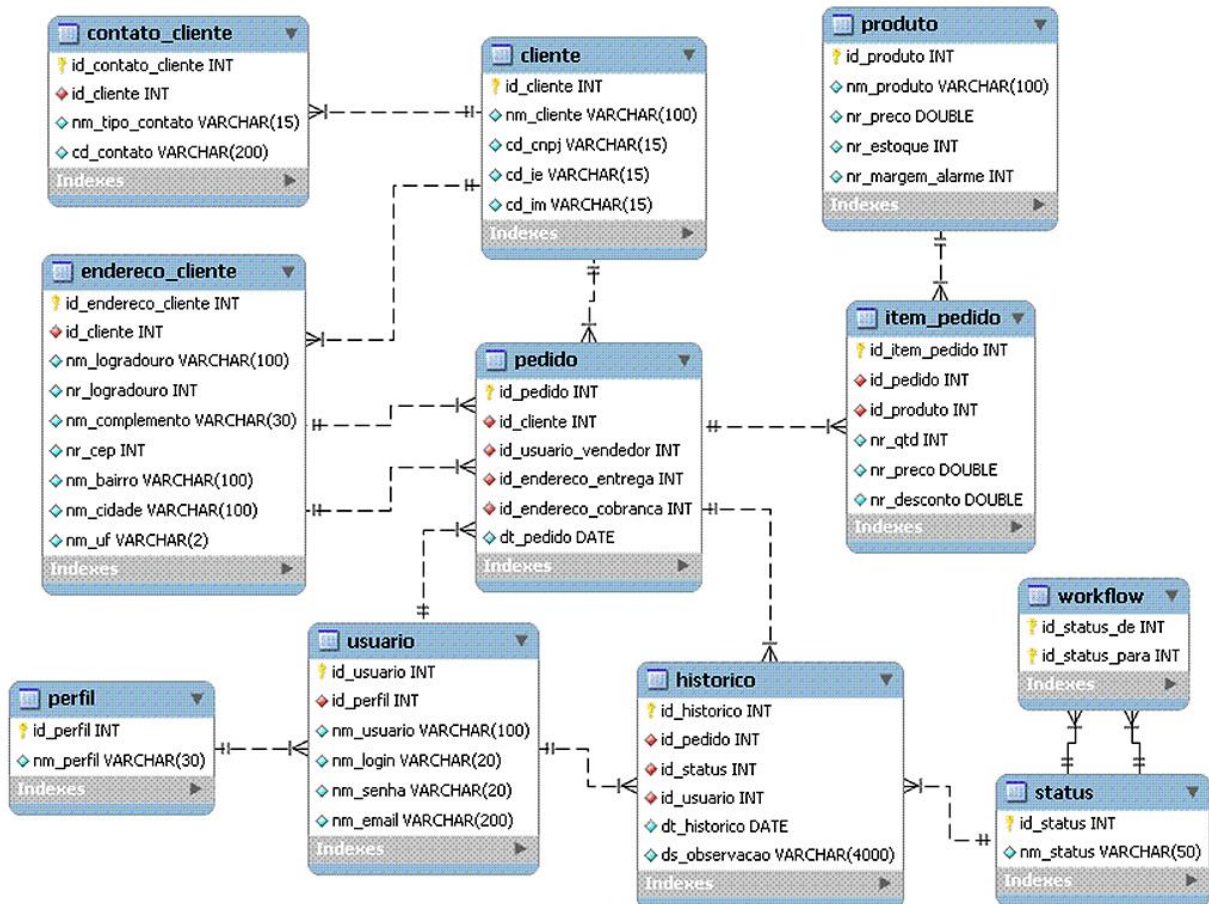 contato_cliente
id_contato_cliente INT
id_cliente INT
nm_tipo_contato VARCHAR(15)
cd_contato VARCHAR(200)
Indexes
cliente
id_cliente INT
nm_cliente VARCHAR(100)
cd_cnpj VARCHAR(15)
cd_ie VARCHAR(15)
cd_im VARCHAR(15)
Indexes
produto
id_produto INT
nm_produto VARCHAR(100)
nr_preco DOUBLE
nr_estoque INT
nr_margem_alarme INT
Indexes
endereco_cliente
id_endereco_cliente INT
id_cliente INT
nm_logradouro VARCHAR(100)
nr_logradouro INT
nm_complemento VARCHAR(30)
nr_cep INT
nm_bairro VARCHAR(100)
nm_cidade VARCHAR(100)
nm_uf VARCHAR(2)
Indexes
pedido
id_pedido INT
id_cliente INT
id_usuario_vendedor INT
id_endereco_entrega INT
id_endereco_cobranca INT
dt_pedido DATE
Indexes
item_pedido
id_item_pedido INT
id_pedido INT
id_produto INT
nr_qtd INT
nr_preco DOUBLE
nr_desconto DOUBLE
Indexes
perfil
id_perfil INT
nm_perfil VARCHAR(30)
Indexes
usuario
id_usuario INT
id_perfil INT
nm_usuario VARCHAR(100)
nm_login VARCHAR(20)
nm_senha VARCHAR(20)
nm_email VARCHAR(200)
Indexes
historico
id_historico INT
id_pedido INT
id_status INT
id_usuario INT
dt_historico DATE
ds_observacao VARCHAR(4000)
Indexes
workflow
id_status_de INT
id_status_para INT
Indexes
status
id_status INT
nm_status VARCHAR(50)
Indexes